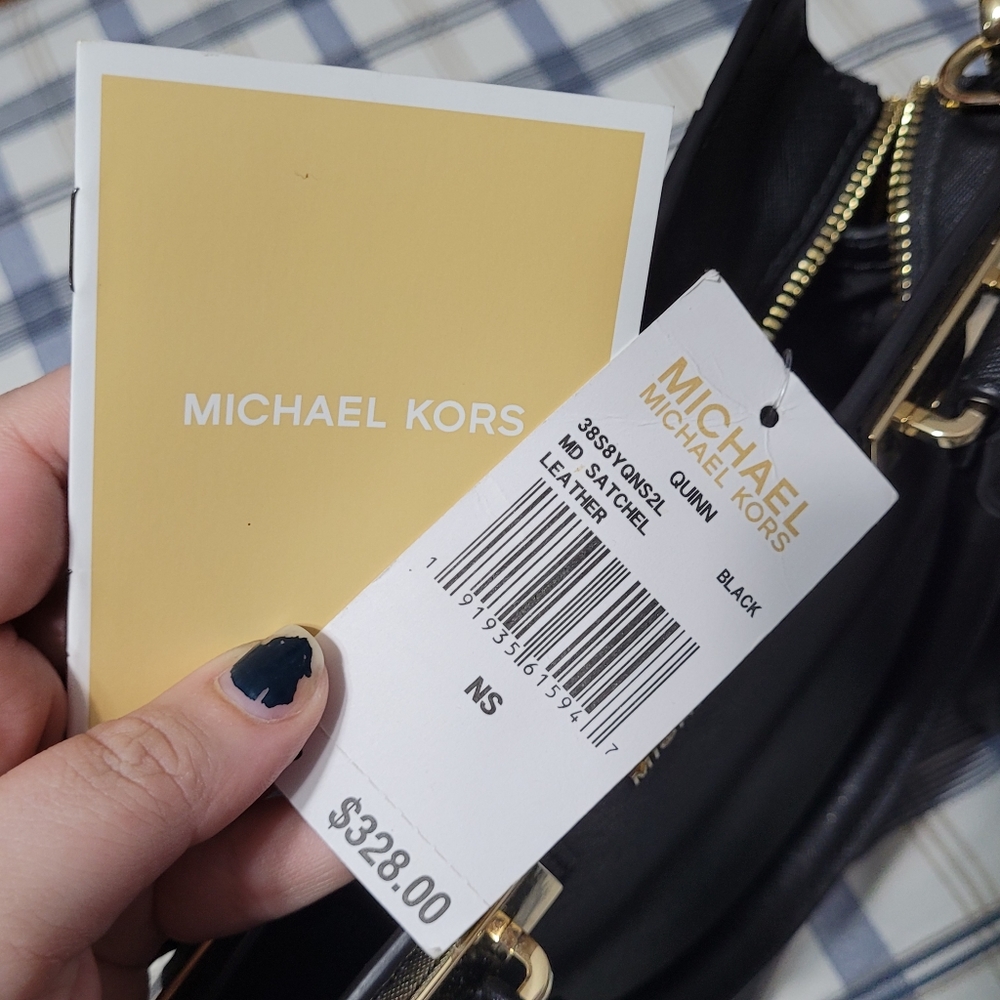 MICHAEL KORS
MICHAEL
MICHAEL KORS
38S8YQNS2L QUINN
MD SATCHEL
LEATHER
BLACK
1 91935 61594 7
NS
$328.00